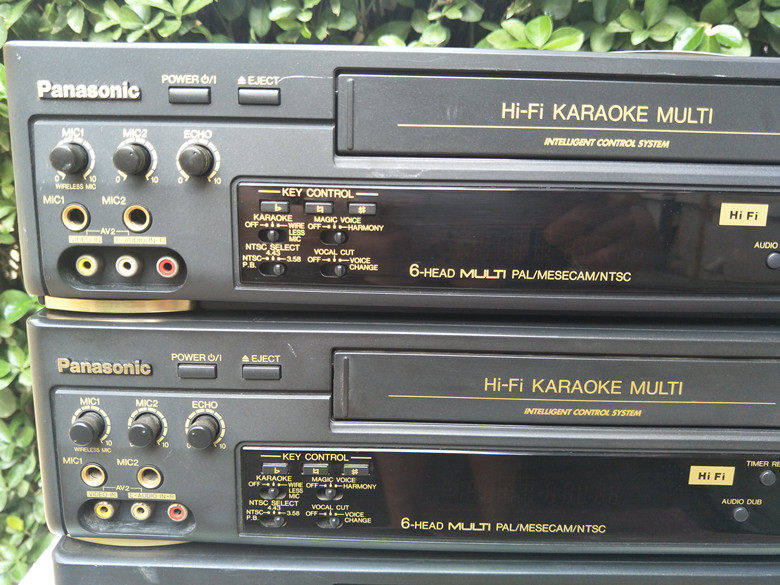 Panasonic
POWER ⏻/I
⏏ EJECT
Hi-Fi KARAOKE MULTI
INTELLIGENT CONTROL SYSTEM
MIC1 MIC2 ECHO
0 10 0 10 0 10
WIRELESS MIC
MIC1 MIC2
AV2
KEY CONTROL
♭ ♮ #
KARAOKE MAGIC VOICE
OFF WIRE LESS MIC OFF HARMONY
NTSC SELECT VOCAL CUT
4.43
NTSC P.B. 3.58 OFF VOICE CHANGE
6-HEAD MULTI PAL/MESECAM/NTSC
Hi Fi
AUDIO
Panasonic
POWER ⏻/I
⏏ EJECT
Hi-Fi KARAOKE MULTI
INTELLIGENT CONTROL SYSTEM
MIC1 MIC2 ECHO
0 10 0 10 0 10
WIRELESS MIC
MIC1 MIC2
AV2
VIDEO IN L-AUDIO IN-R
KEY CONTROL
♭ ♮ #
KARAOKE MAGIC VOICE
OFF WIRE LESS MIC OFF HARMONY
NTSC SELECT VOCAL CUT
4.43
NTSC P.B. 3.58 OFF VOICE CHANGE
6-HEAD MULTI PAL/MESECAM/NTSC
Hi Fi
TIMER RE
AUDIO DUB